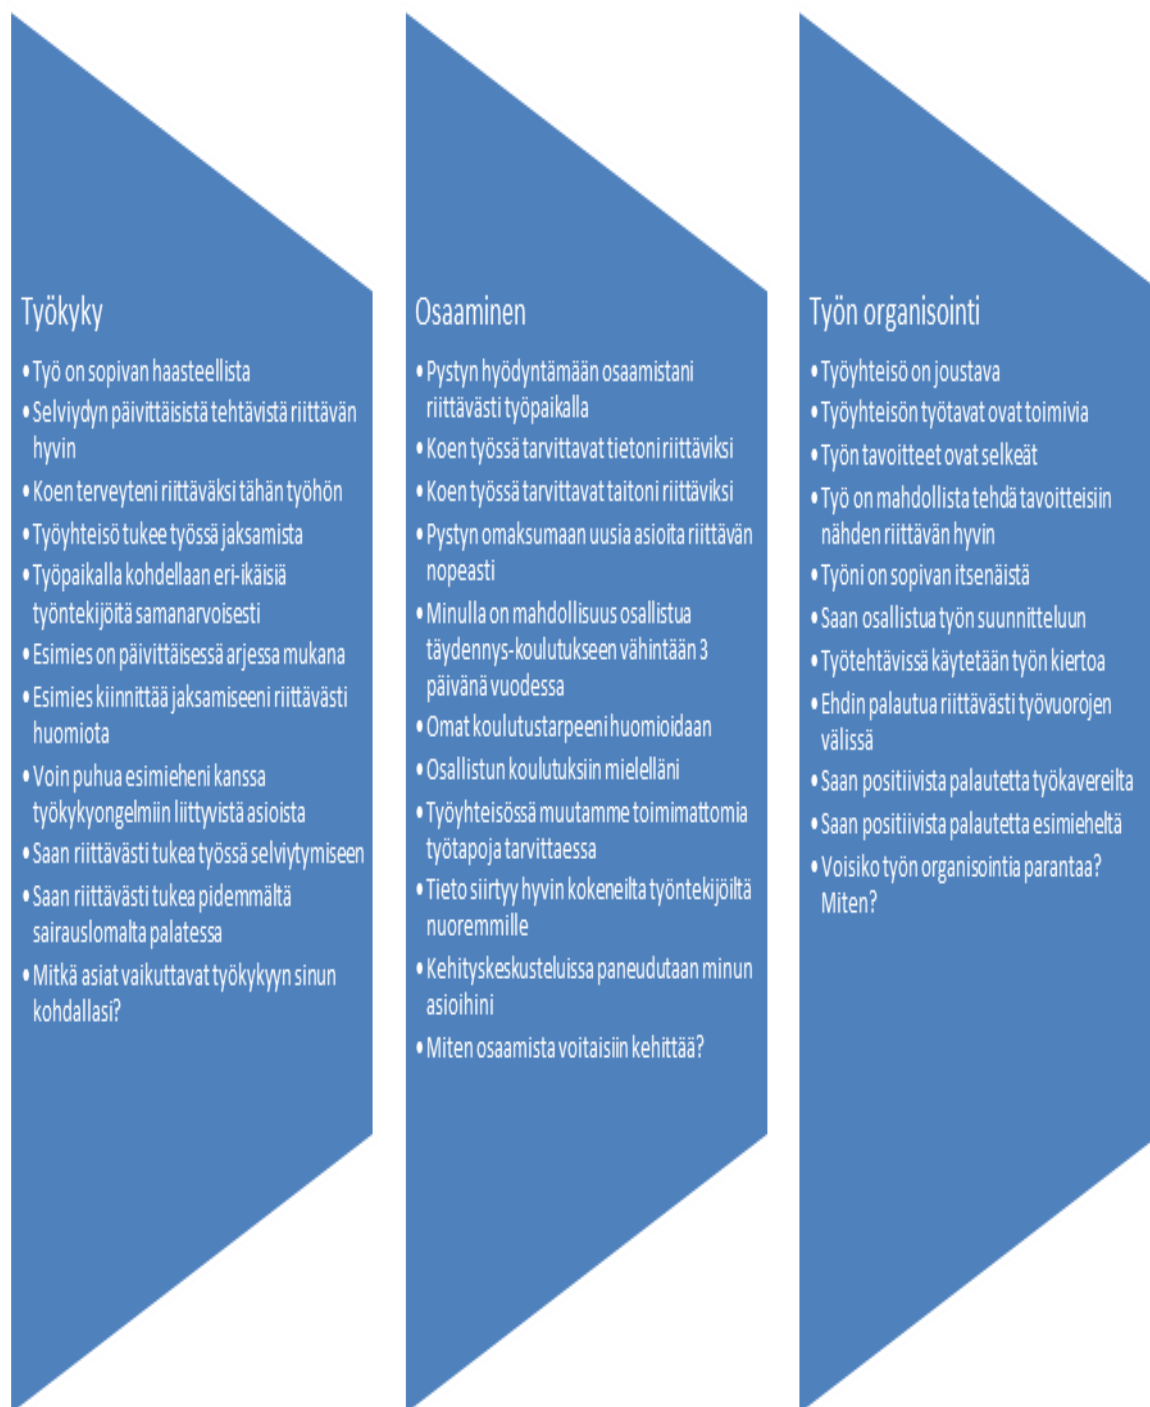 Työkyky
• Työ on sopivan haasteellista
• Selviydyn päivittäisistä tehtävistä riittävän
hyvin
• Koen terveyteni riittäväksi tähän työhön
• Työyhteisö tukee työssä jaksamista
• Työpaikalla kohdellaan eri-ikäisiä
työntekijöitä samanarvoisesti
• Esimies on päivittäisessä arjessa mukana
• Esimies kiinnittää jaksamiseeni riittävästi
huomiota
• Voin puhua esimieheni kanssa
työkykyongelmiin liittyvistä asioista
• Saan riittävästi tukea työssä selviytymiseen
• Saan riittävästi tukea pidemmältä
sairauslomalta palatessa
• Mitkä asiat vaikuttavat työkykyyn sinun
kohdallasi?
Osaaminen
• Pystyn hyödyntämään osaamistani
riittävästi työpaikalla
• Koen työssä tarvittavat tietoni riittäviksi
• Koen työssä tarvittavat taitoni riittäviksi
• Pystyn omaksumaan uusia asioita riittävän
nopeasti
• Minulla on mahdollisuus osallistua
täydennys-koulutukseen vähintään 3
päivänä vuodessa
• Omat koulutustarpeeni huomioidaan
• Osallistun koulutuksiin mielelläni
• Työyhteisössä muutamme toimimattomia
työtapoja tarvittaessa
• Tieto siirtyy hyvin kokeneilta työntekijöiltä
nuoremmille
• Kehityskeskusteluissa paneudutaan minun
asioihini
• Miten osaamista voitaisiin kehittää?
Työn organisointi
• Työyhteisö on joustava
• Työyhteisön työtavat ovat toimivia
• Työn tavoitteet ovat selkeät
• Työ on mahdollista tehdä tavoitteisiin
nähden riittävän hyvin
• Työni on sopivan itsenäistä
• Saan osallistua työn suunnitteluun
• Työtehtävissä käytetään työn kiertoa
• Ehdin palautua riittävästi työvuorojen
välissä
• Saan positiivista palautetta työkavereilta
• Saan positiivista palautetta esimieheltä
• Voisiko työn organisointia parantaa?
Miten?